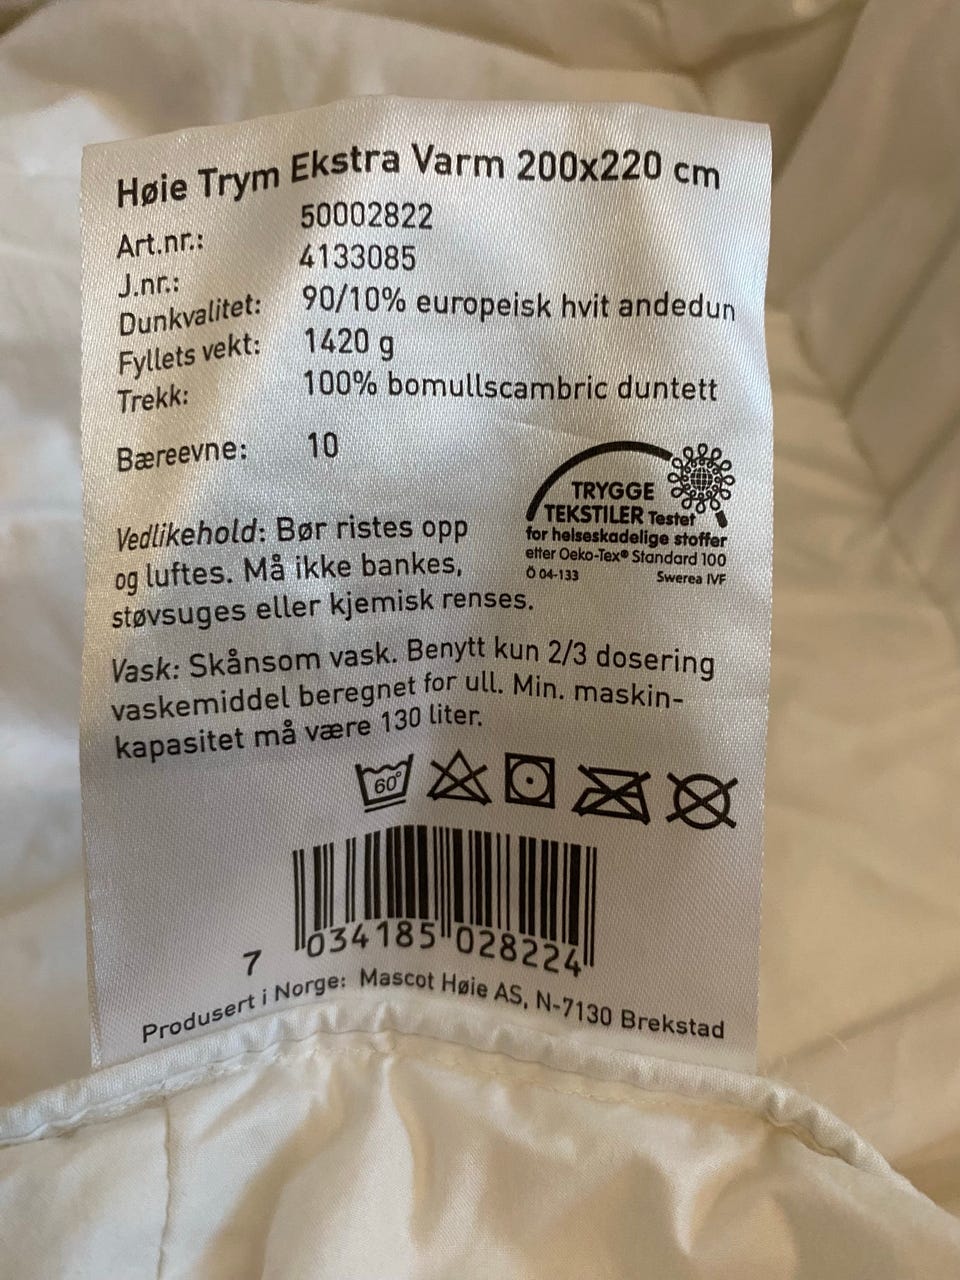 Høie Trym Ekstra Varm 200x220 cm
Art.nr.: 50002822
J.nr.: 4133085
Dunkvalitet: 90/10% europeisk hvit andedun
Fyllets vekt: 1420 g
Trekk: 100% bomullscambric duntett
Bæreevne: 10
TRYGGE
TEKSTILER Testet
for helseskadelige stoffer
etter Oeko-Tex® Standard 100
Ö 04-133 Swerea IVF
Vedlikehold: Bør ristes opp
og luftes. Må ikke bankes,
støvsuges eller kjemisk renses.
Vask: Skånsom vask. Benytt kun 2/3 dosering
vaskemiddel beregnet for ull. Min. maskin-
kapasitet må være 130 liter.
60°
7 034185 028224
Produsert i Norge: Mascot Høie AS, N-7130 Brekstad